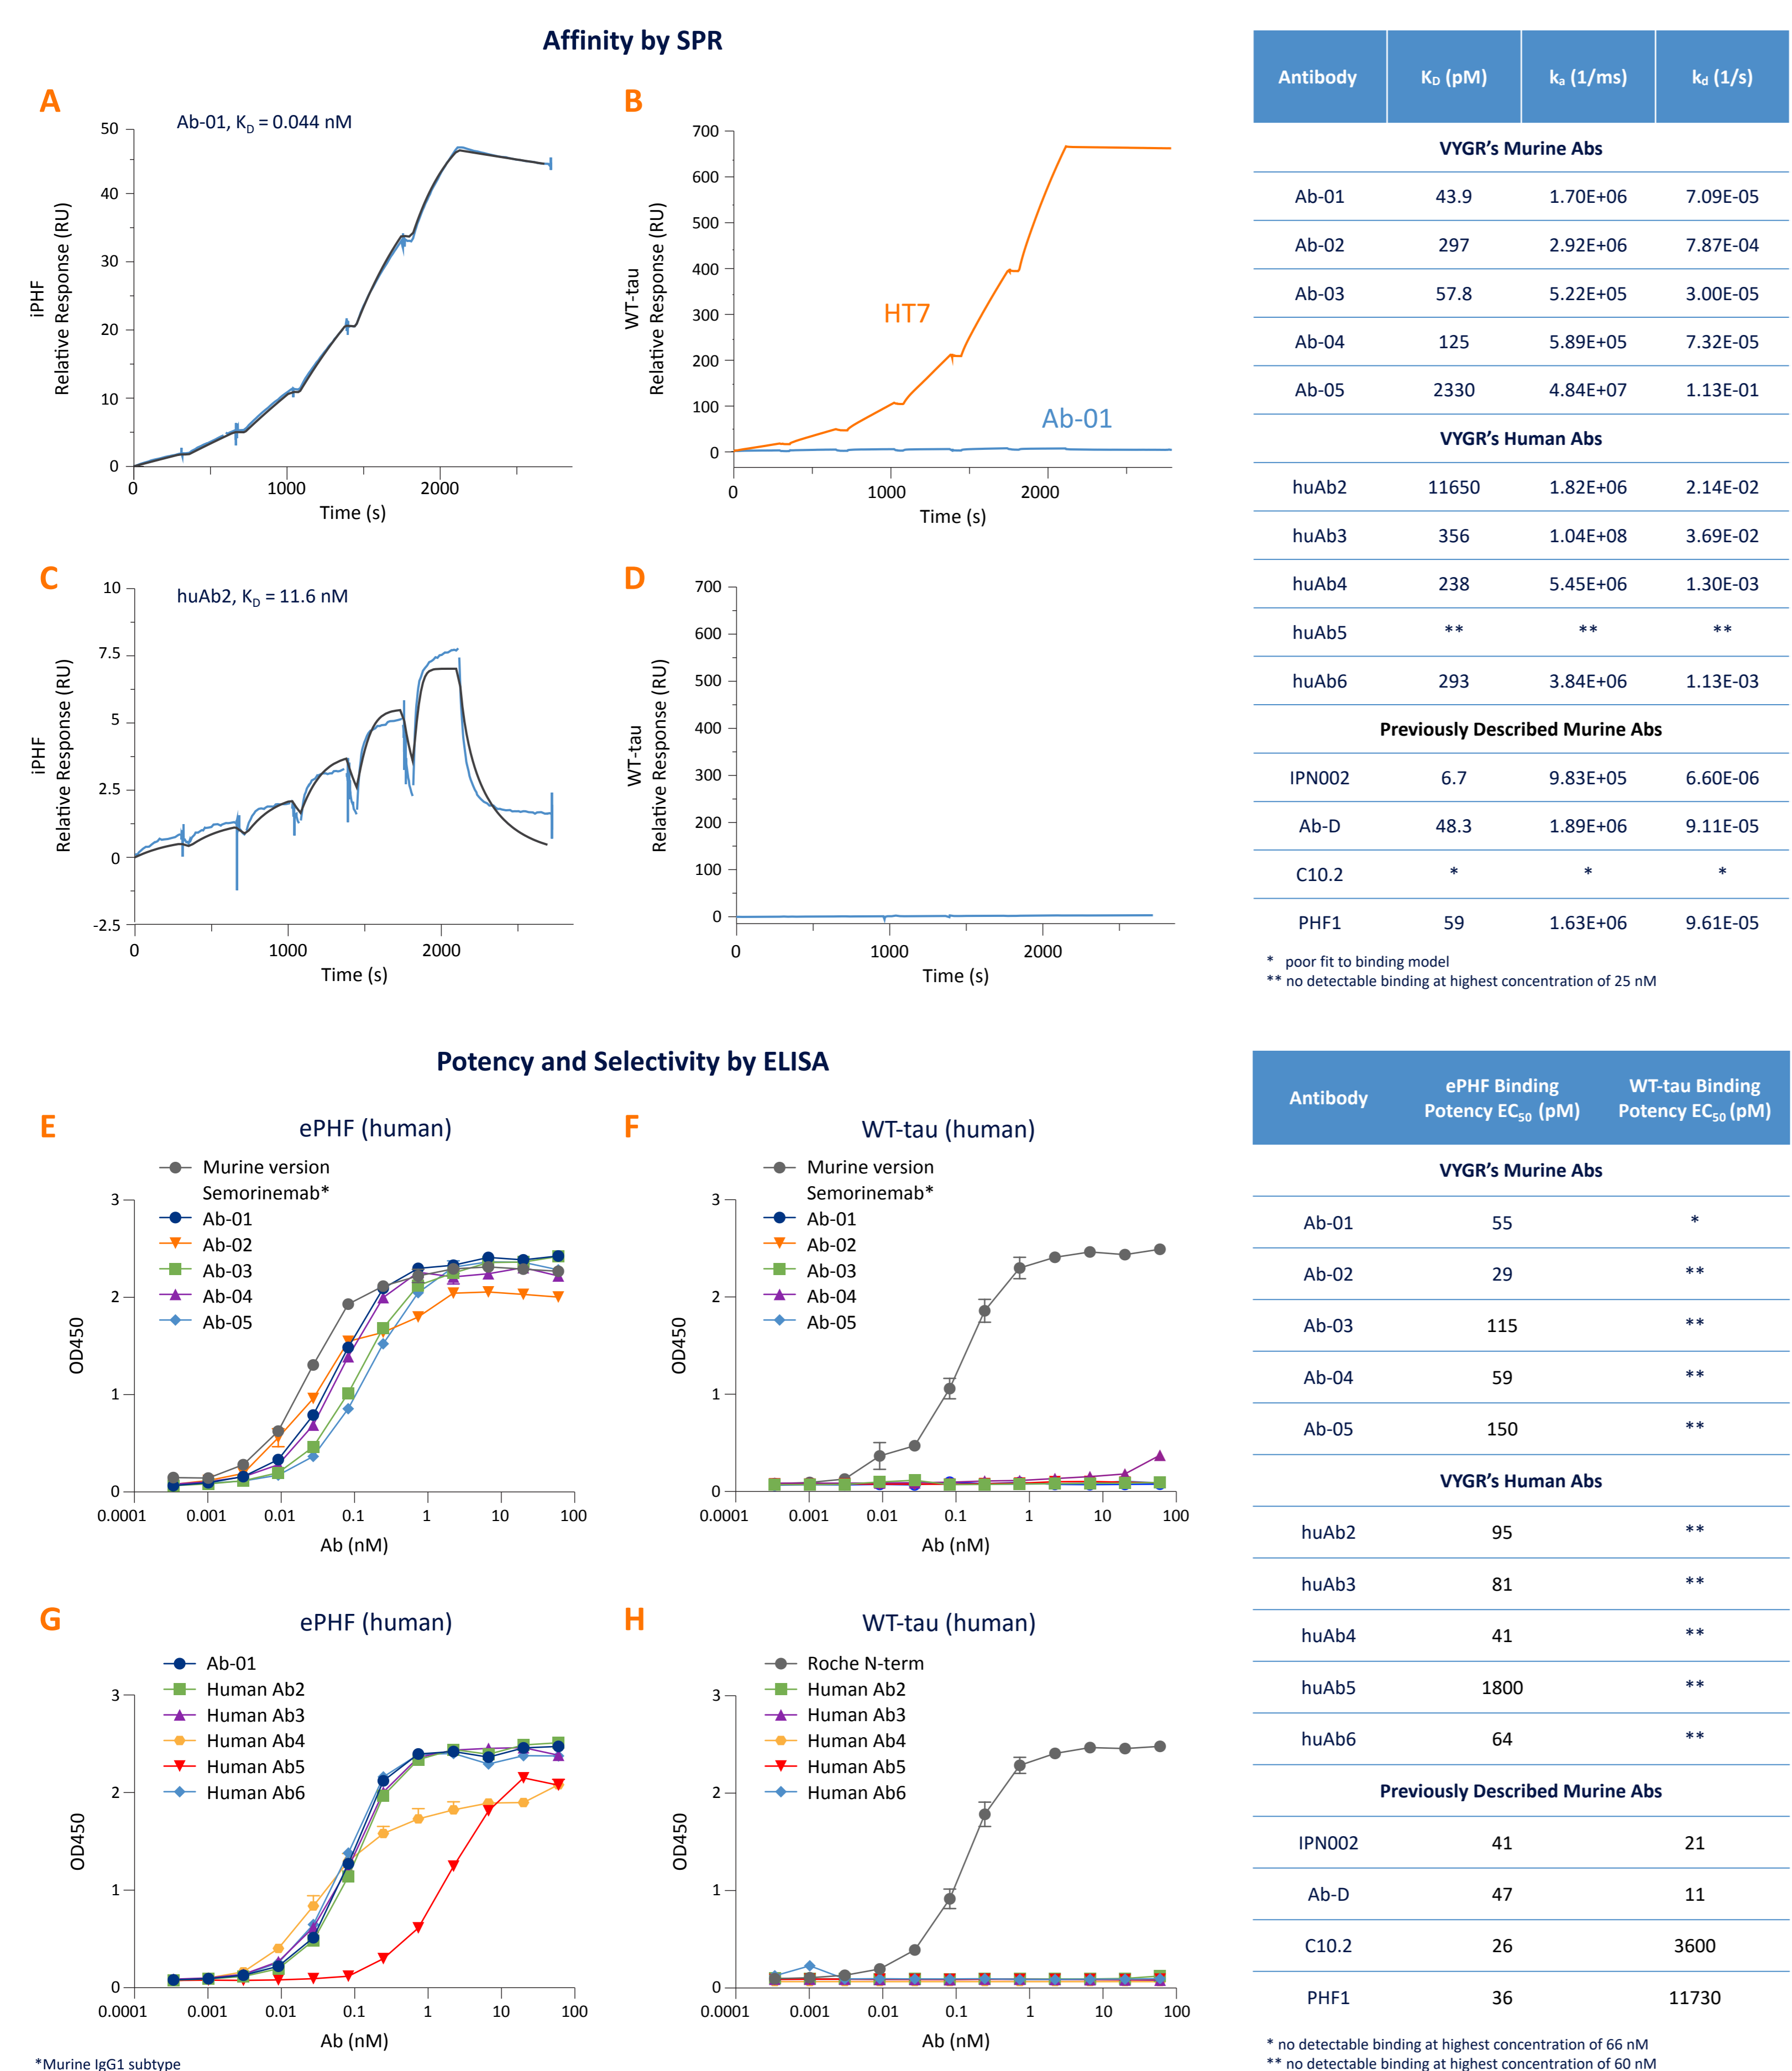 Affinity by SPR
A
Ab-01, K_D = 0.044 nM
iPHF
Relative Response (RU)
50
40
30
20
10
0
0 1000 2000
Time (s)
B
WT-tau
Relative Response (RU)
700
600
500
400
300
200
100
0
HT7
Ab-01
0 1000 2000
Time (s)
C
huAb2, K_D = 11.6 nM
iPHF
Relative Response (RU)
10
7.5
5
2.5
0
-2.5
0 1000 2000
Time (s)
D
WT-tau
Relative Response (RU)
700
600
500
400
300
200
100
0
0 1000 2000
Time (s)
Antibody K_D (pM) k_a (1/ms) k_d (1/s)
VYGR's Murine Abs
Ab-01 43.9 1.70E+06 7.09E-05
Ab-02 297 2.92E+06 7.87E-04
Ab-03 57.8 5.22E+05 3.00E-05
Ab-04 125 5.89E+05 7.32E-05
Ab-05 2330 4.84E+07 1.13E-01
VYGR's Human Abs
huAb2 11650 1.82E+06 2.14E-02
huAb3 356 1.04E+08 3.69E-02
huAb4 238 5.45E+06 1.30E-03
huAb5 ** ** **
huAb6 293 3.84E+06 1.13E-03
Previously Described Murine Abs
IPN002 6.7 9.83E+05 6.60E-06
Ab-D 48.3 1.89E+06 9.11E-05
C10.2 * * *
PHF1 59 1.63E+06 9.61E-05
* poor fit to binding model
** no detectable binding at highest concentration of 25 nM
Potency and Selectivity by ELISA
E
ePHF (human)
Murine version
Semorinemab*
Ab-01
Ab-02
Ab-03
Ab-04
Ab-05
OD450
3
2
1
0
0.0001 0.001 0.01 0.1 1 10 100
Ab (nM)
F
WT-tau (human)
Murine version
Semorinemab*
Ab-01
Ab-02
Ab-03
Ab-04
Ab-05
OD450
3
2
1
0
0.0001 0.001 0.01 0.1 1 10 100
Ab (nM)
G
ePHF (human)
Ab-01
Human Ab2
Human Ab3
Human Ab4
Human Ab5
Human Ab6
OD450
3
2
1
0
0.0001 0.001 0.01 0.1 1 10 100
Ab (nM)
H
WT-tau (human)
Roche N-term
Human Ab2
Human Ab3
Human Ab4
Human Ab5
Human Ab6
OD450
3
2
1
0
0.0001 0.001 0.01 0.1 1 10 100
Ab (nM)
*Murine IgG1 subtype
Antibody ePHF Binding WT-tau Binding
Potency EC50 (pM) Potency EC50 (pM)
VYGR's Murine Abs
Ab-01 55 *
Ab-02 29 **
Ab-03 115 **
Ab-04 59 **
Ab-05 150 **
VYGR's Human Abs
huAb2 95 **
huAb3 81 **
huAb4 41 **
huAb5 1800 **
huAb6 64 **
Previously Described Murine Abs
IPN002 41 21
Ab-D 47 11
C10.2 26 3600
PHF1 36 11730
* no detectable binding at highest concentration of 66 nM
** no detectable binding at highest concentration of 60 nM